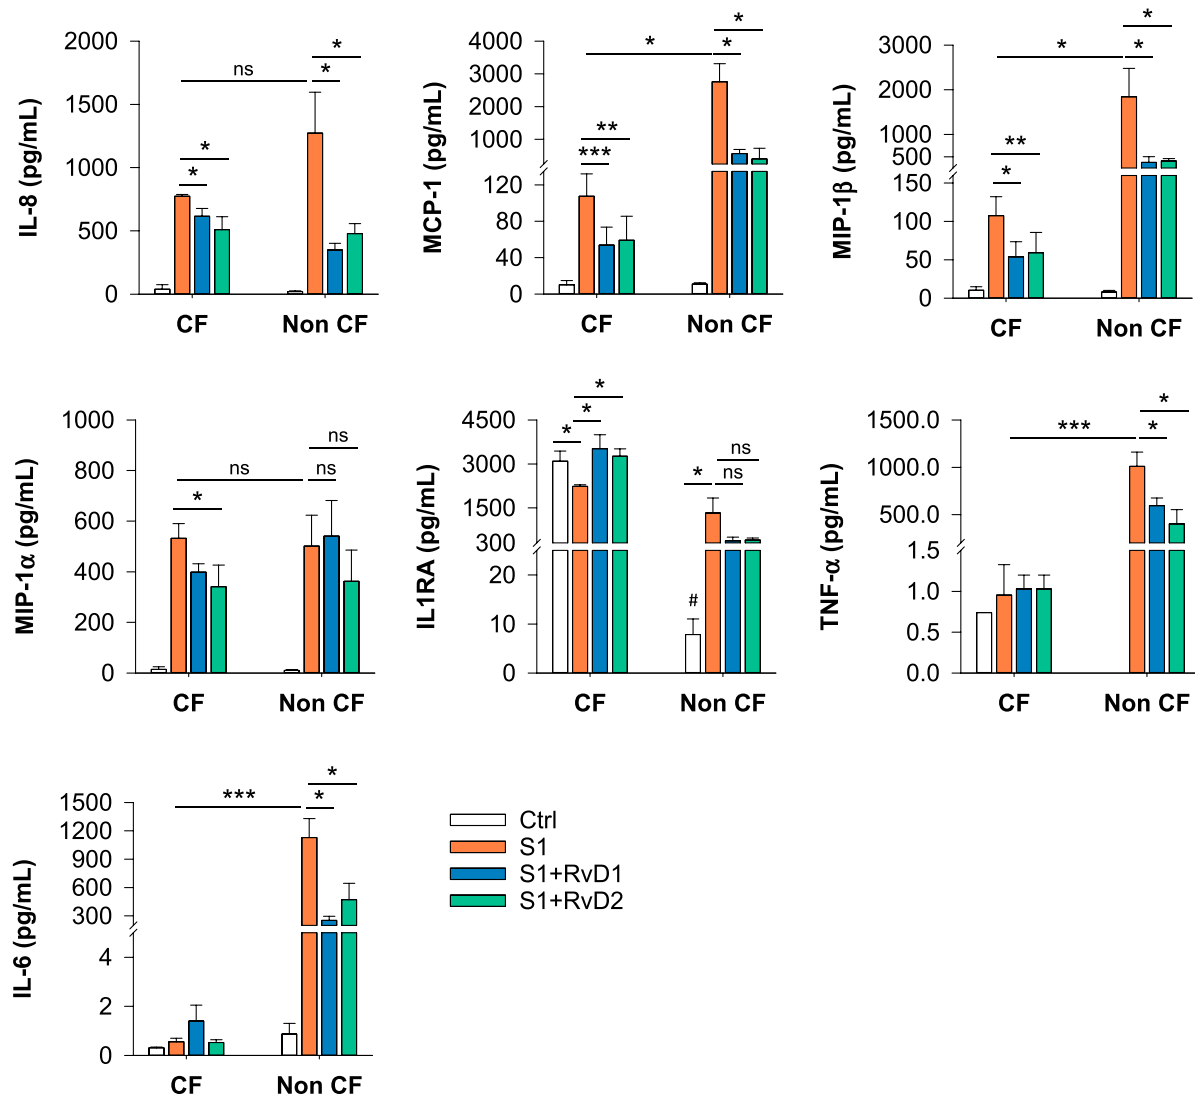 IL-8 (pg/mL)
2000
1500
1000
500
0
*
*
ns
*
*
CF
Non CF
MCP-1 (pg/mL)
4000
3000
2000
1000
120
80
40
0
***
**
*
*
*
CF
Non CF
MIP-1β (pg/mL)
3000
2000
1000
500
150
100
50
0
*
**
*
*
*
CF
Non CF
MIP-1α (pg/mL)
1000
800
600
400
200
0
*
ns
ns
ns
CF
Non CF
IL1RA (pg/mL)
4500
3000
1500
300
20
10
0
*
*
*
#
*
ns
ns
CF
Non CF
TNF-α (pg/mL)
1500.0
1000.0
500.0
1.5
1.0
0.5
0.0
***
*
*
CF
Non CF
IL-6 (pg/mL)
1500
1200
900
600
300
4
2
0
***
*
*
CF
Non CF
Ctrl
S1
S1+RvD1
S1+RvD2